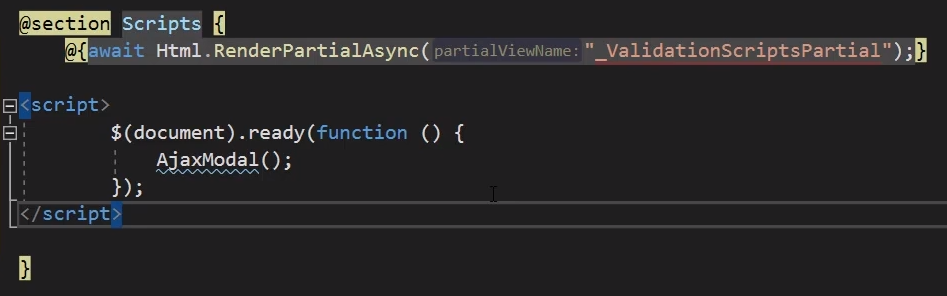 @section Scripts {
@{await Html.RenderPartialAsync(partialViewName:"_ValidationScriptsPartial");}
<script>
$(document).ready(function () {
AjaxModal();
});
</script>
}